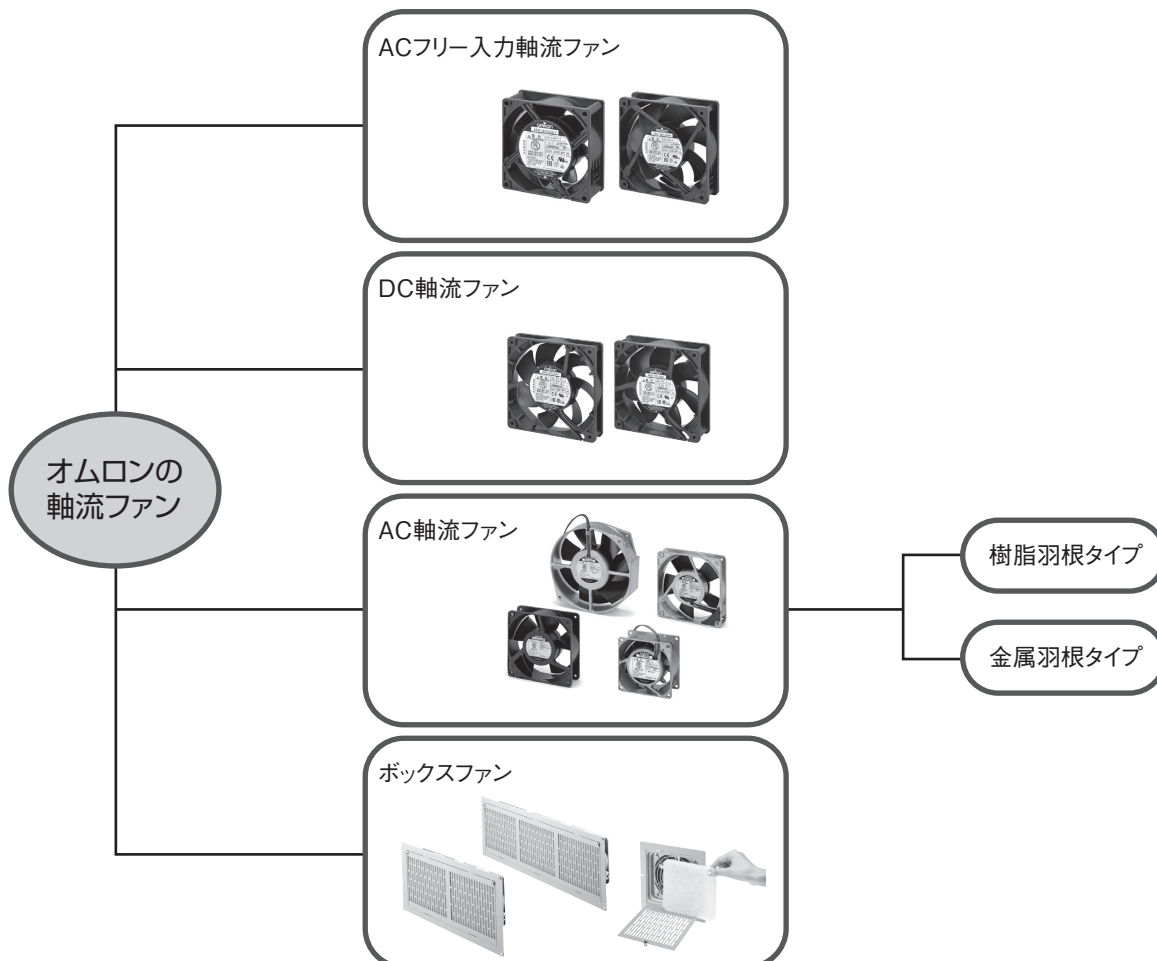 ACフリー入力軸流ファン
DC軸流ファン
オムロンの
軸流ファン
AC軸流ファン
樹脂羽根タイプ
金属羽根タイプ
ボックスファン